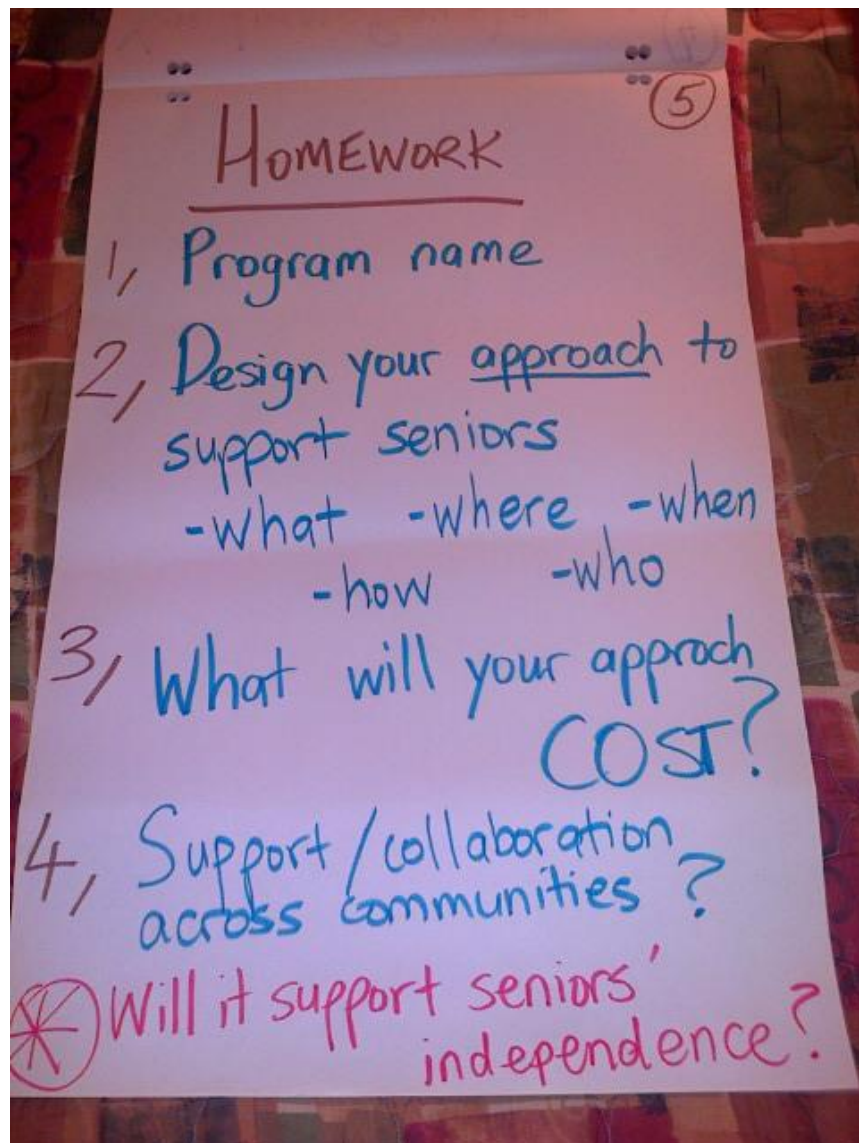 5
HOMEWORK
1, Program name
2, Design your approach to
support seniors
-what -where -when
-how -who
3, What will your approch
COST?
4, Support/collaboration
across communities?
Will it support seniors'
independence?